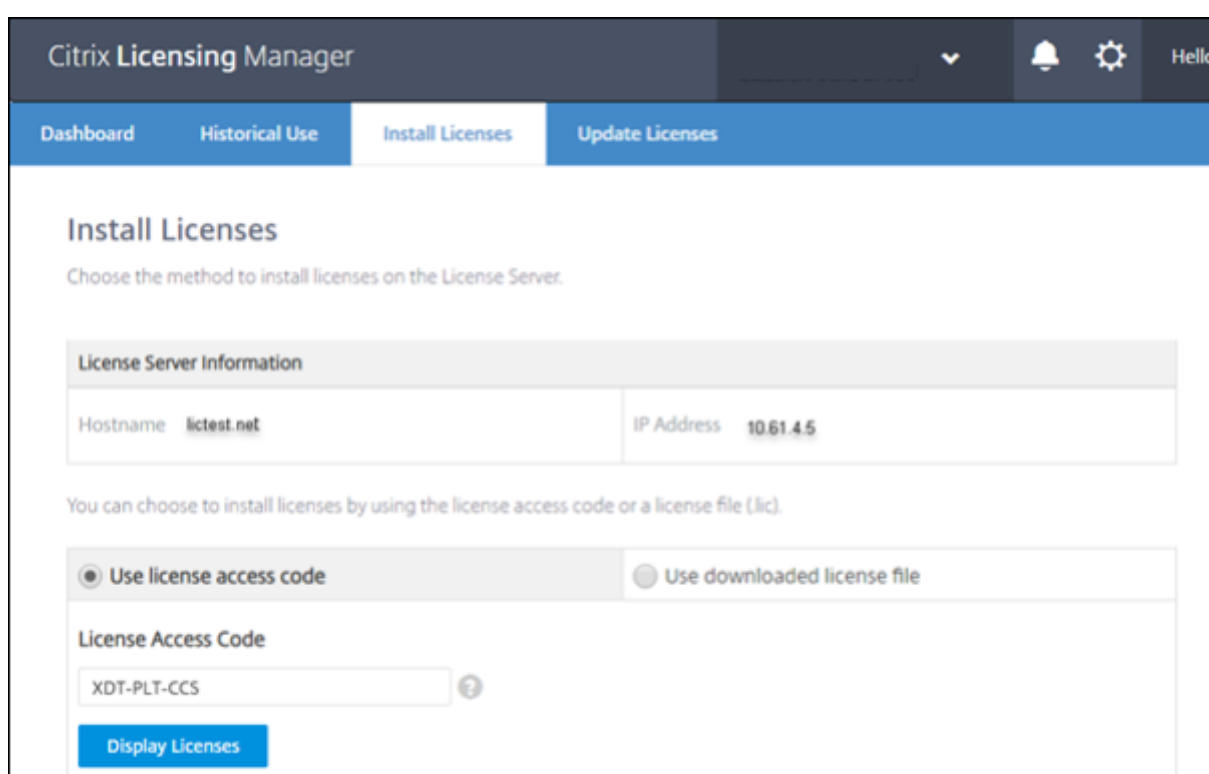 Citrix Licensing Manager
Hello
Dashboard Historical Use Install Licenses Update Licenses
Install Licenses
Choose the method to install licenses on the License Server.
License Server Information
Hostname lictest.net IP Address 10.61.4.5
You can choose to install licenses by using the license access code or a license file (.lic).
Use license access code Use downloaded license file
License Access Code
XDT-PLT-CCS ?
Display Licenses